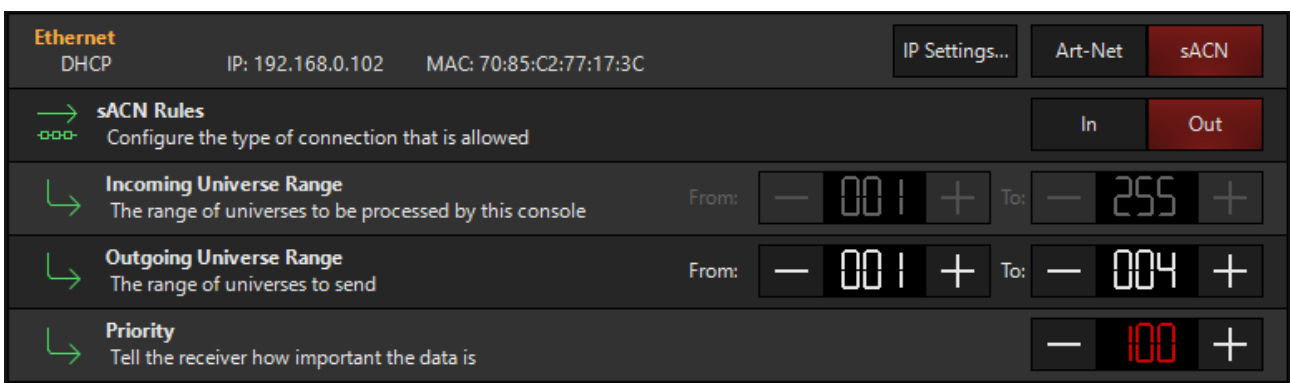 Ethernet
DHCP IP: 192.168.0.102 MAC: 70:85:C2:77:17:3C IP Settings... Art-Net sACN
sACN Rules
Configure the type of connection that is allowed In Out
Incoming Universe Range
The range of universes to be processed by this console From: — 001 + To: — 255 +
Outgoing Universe Range
The range of universes to send From: — 001 + To: — 004 +
Priority
Tell the receiver how important the data is — 100 +